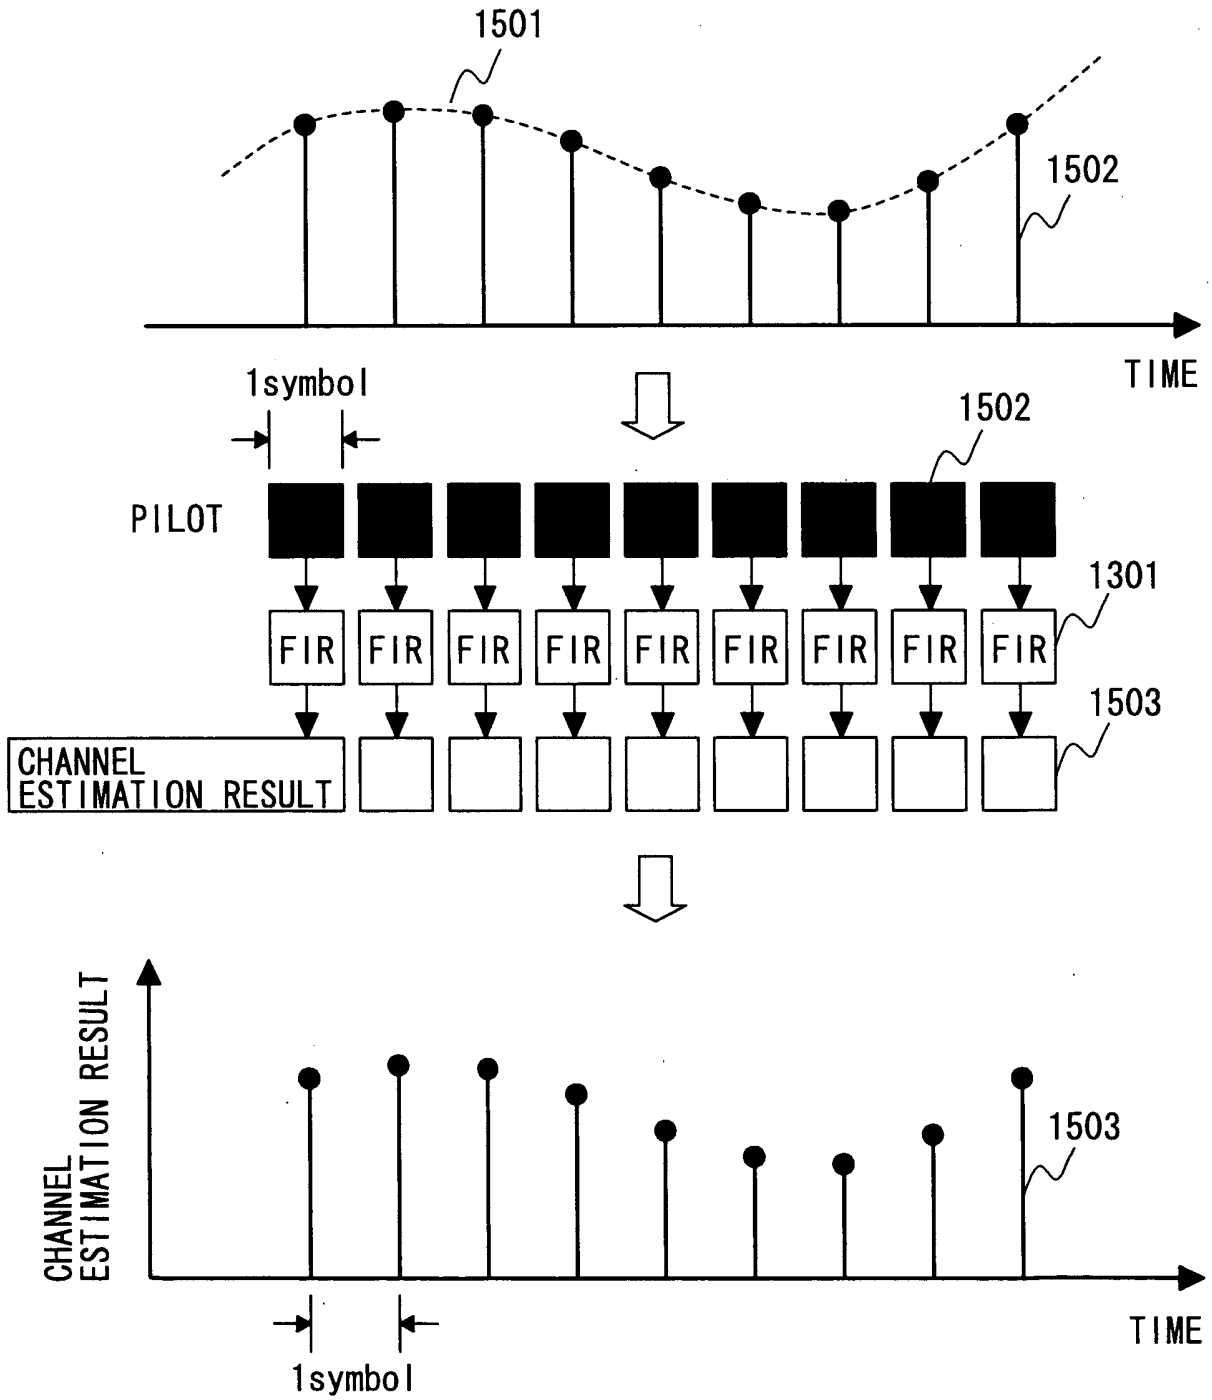 1501
1502
TIME
1symbol
1502
PILOT
1301
FIR FIR FIR FIR FIR FIR FIR FIR FIR
1503
CHANNEL
ESTIMATION RESULT
CHANNEL
ESTIMATION RESULT
1503
TIME
1symbol